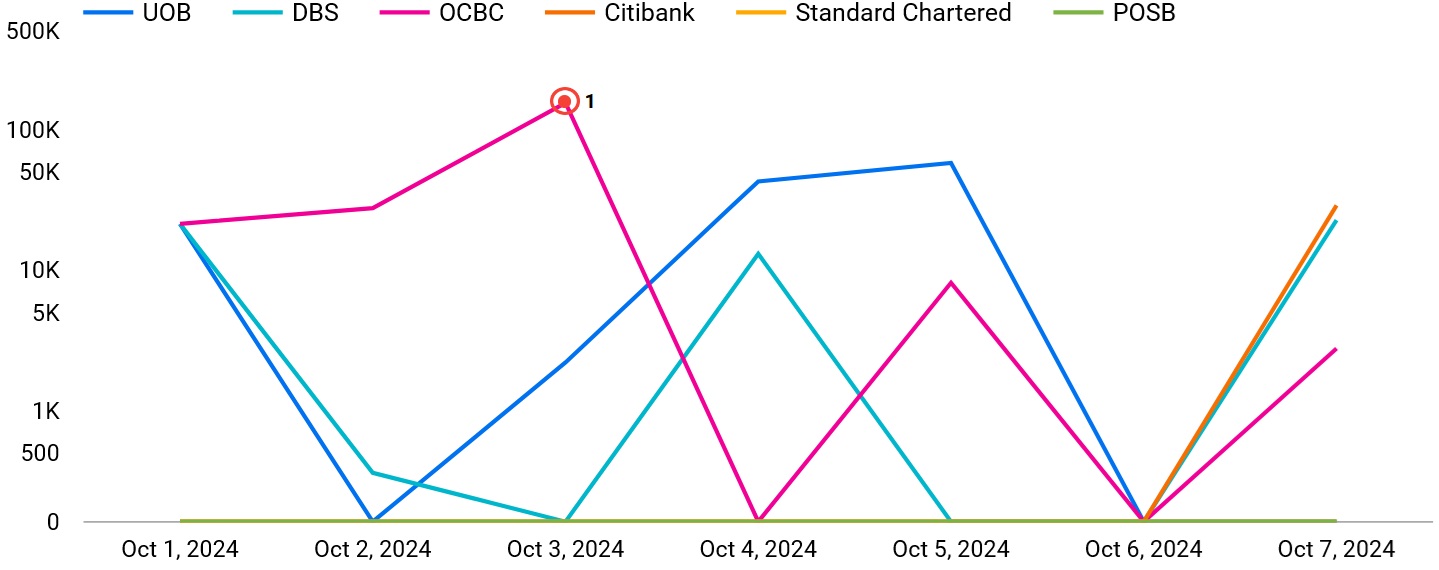 UOB DBS OCBC Citibank Standard Chartered POSB
500K
1
100K
50K
10K
5K
1K
500
0
Oct 1, 2024 Oct 2, 2024 Oct 3, 2024 Oct 4, 2024 Oct 5, 2024 Oct 6, 2024 Oct 7, 2024